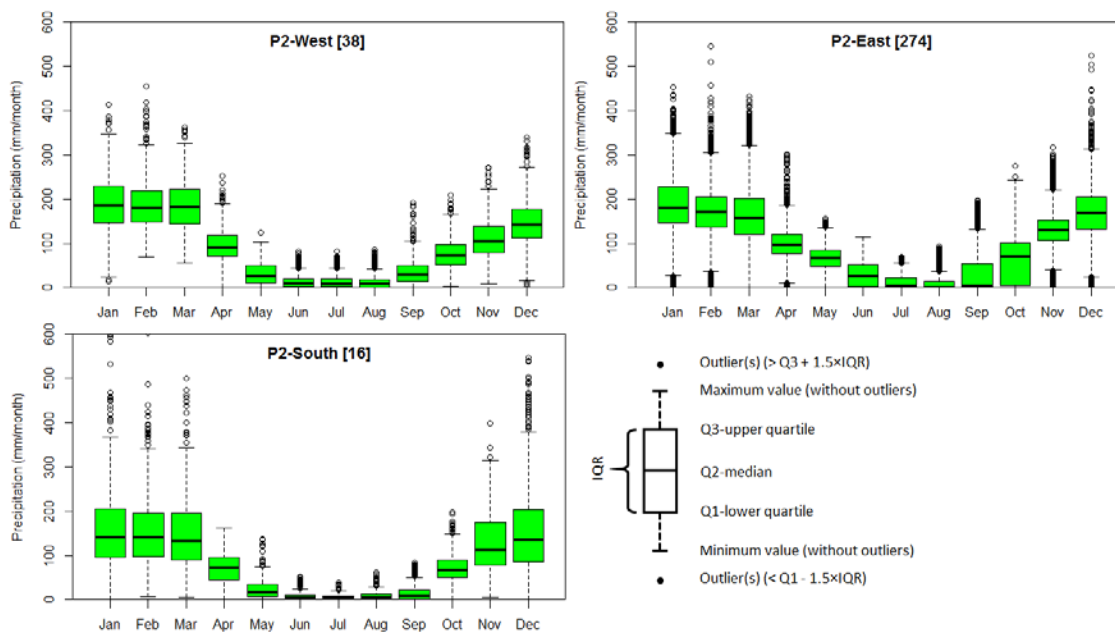 P2-West [38]
Precipitation (mm/month)
600
500
400
300
200
100
0
Jan Feb Mar Apr May Jun Jul Aug Sep Oct Nov Dec
P2-East [274]
Precipitation (mm/month)
600
500
400
300
200
100
0
Jan Feb Mar Apr May Jun Jul Aug Sep Oct Nov Dec
P2-South [16]
Precipitation (mm/month)
600
500
400
300
200
100
0
Jan Feb Mar Apr May Jun Jul Aug Sep Oct Nov Dec
Outlier(s) (> Q3 + 1.5×IQR)
Maximum value (without outliers)
Q3-upper quartile
IQR
Q2-median
Q1-lower quartile
Minimum value (without outliers)
Outlier(s) (< Q1 - 1.5×IQR)